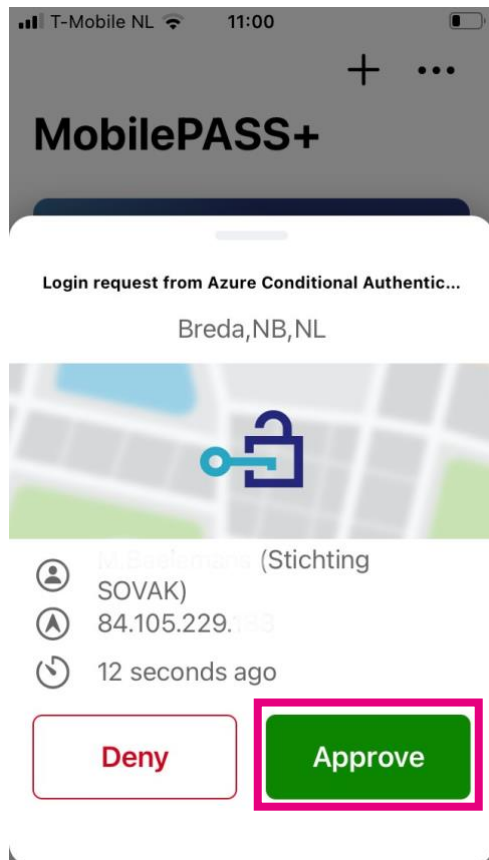 T-Mobile NL 11:00
MobilePASS+
Login request from Azure Conditional Authentic...
Breda,NB,NL
(Stichting
SOVAK)
84.105.229.
12 seconds ago
Deny
Approve